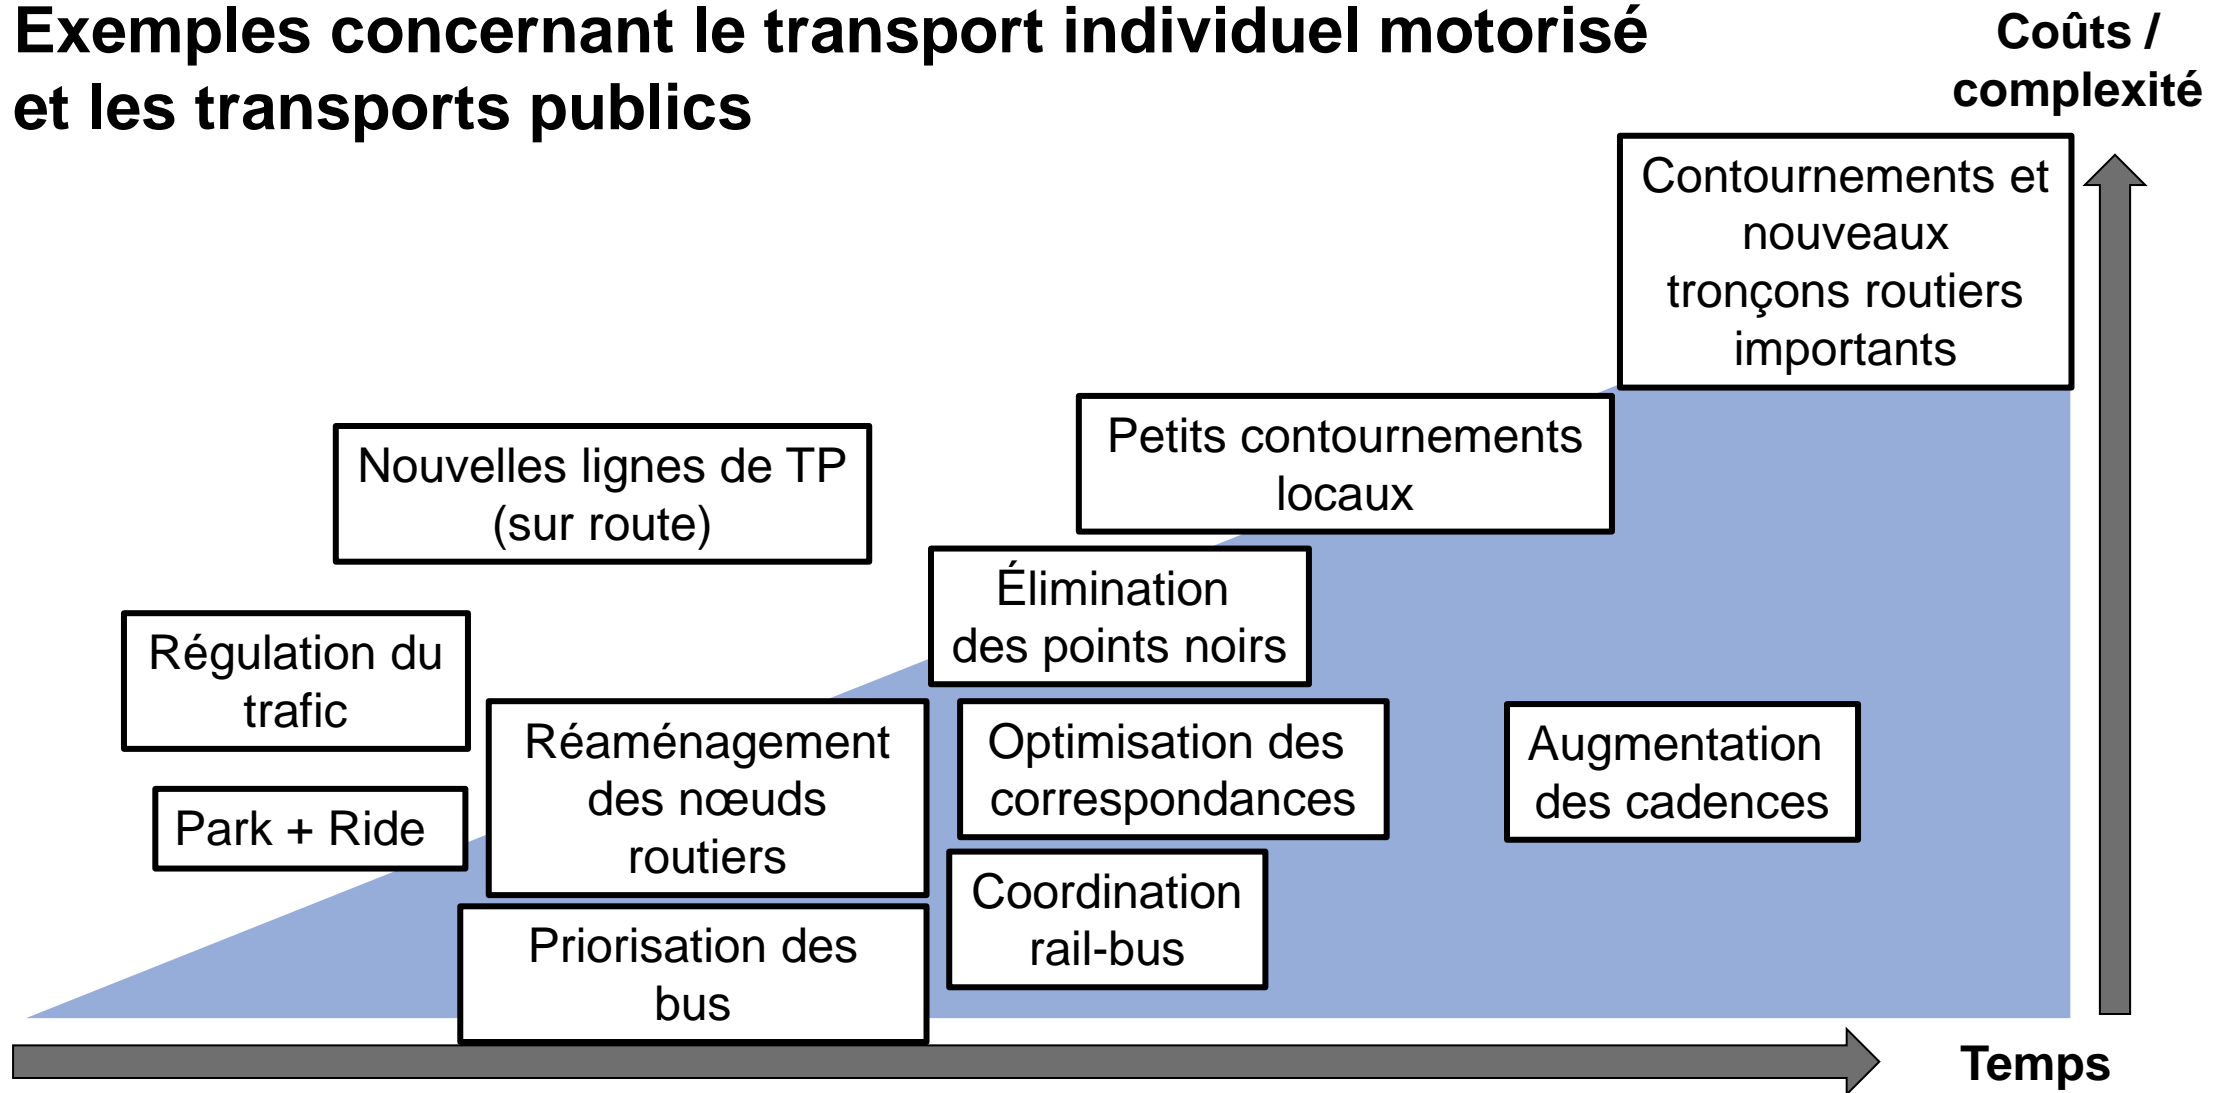 Exemples concernant le transport individuel motorisé
et les transports publics
Coûts /
complexité
Contournements et
nouveaux
tronçons routiers
importants
Petits contournements
locaux
Nouvelles lignes de TP
(sur route)
Élimination
des points noirs
Régulation du
trafic
Réaménagement
des nœuds
routiers
Optimisation des
correspondances
Augmentation
des cadences
Park + Ride
Coordination
rail-bus
Priorisation des
bus
Temps